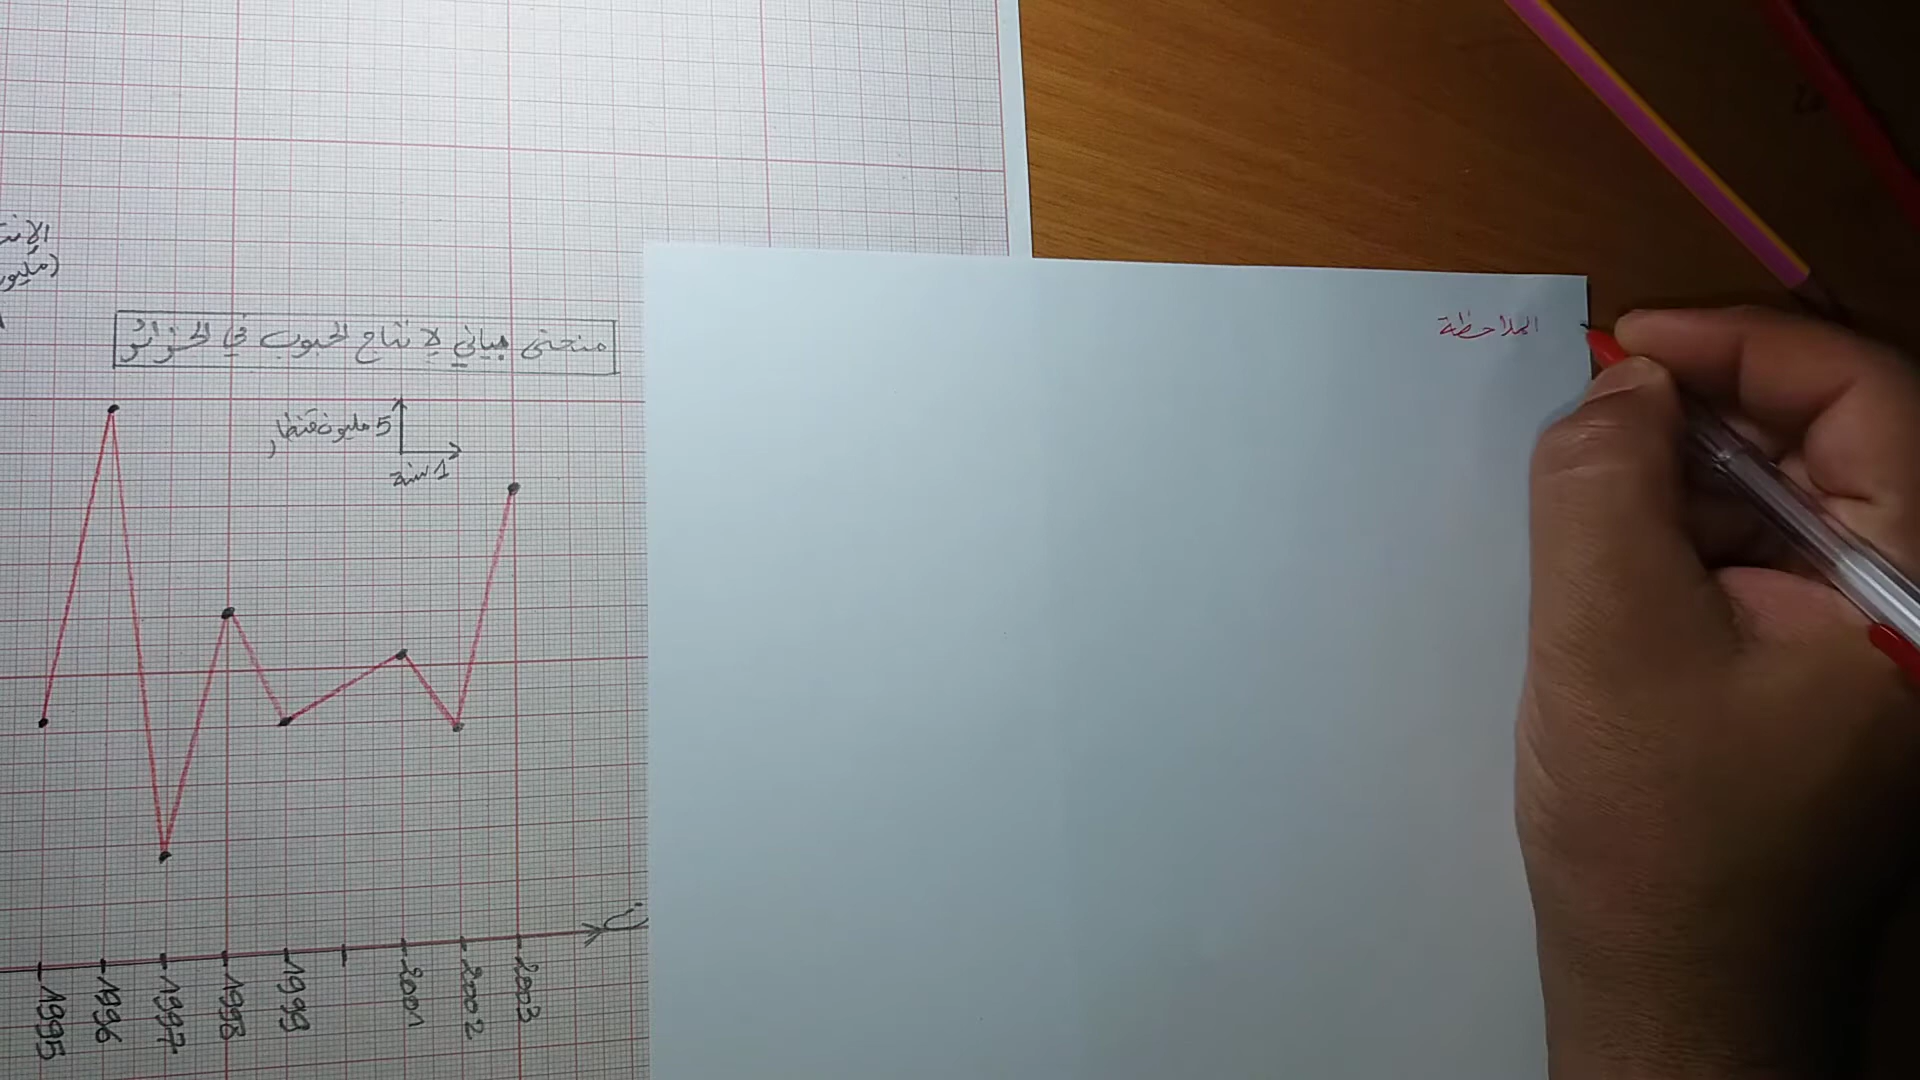 منحنى بياني لإنتاج الحبوب في الجزائر
5 مليون قنطار
1 سنة
1995
1996
1997
1998
1999
2001
2002
2003
الملاحظة